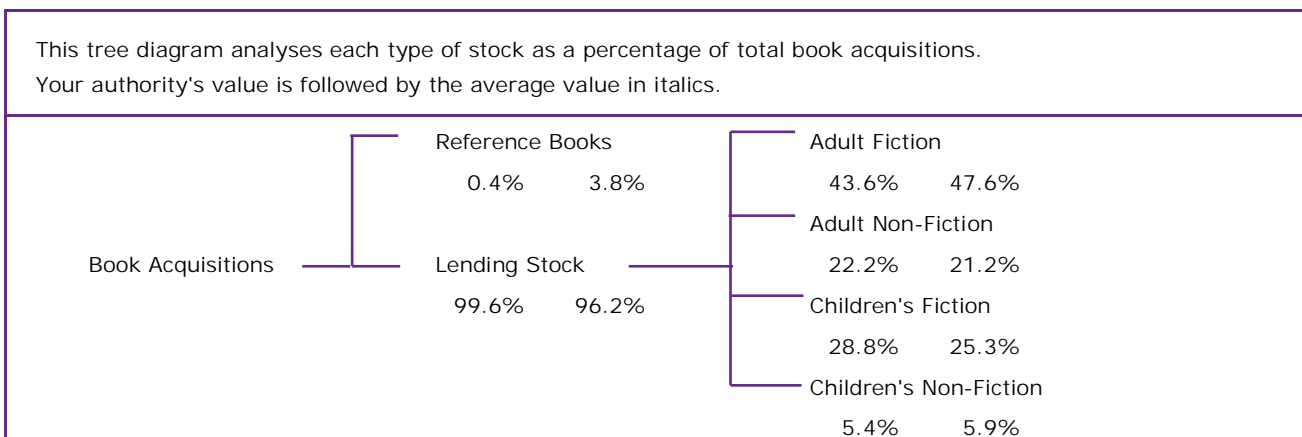 This tree diagram analyses each type of stock as a percentage of total book acquisitions.
Your authority's value is followed by the average value in italics.
Reference Books
0.4% 3.8%
Book Acquisitions
Lending Stock
99.6% 96.2%
Adult Fiction
43.6% 47.6%
Adult Non-Fiction
22.2% 21.2%
Children's Fiction
28.8% 25.3%
Children's Non-Fiction
5.4% 5.9%